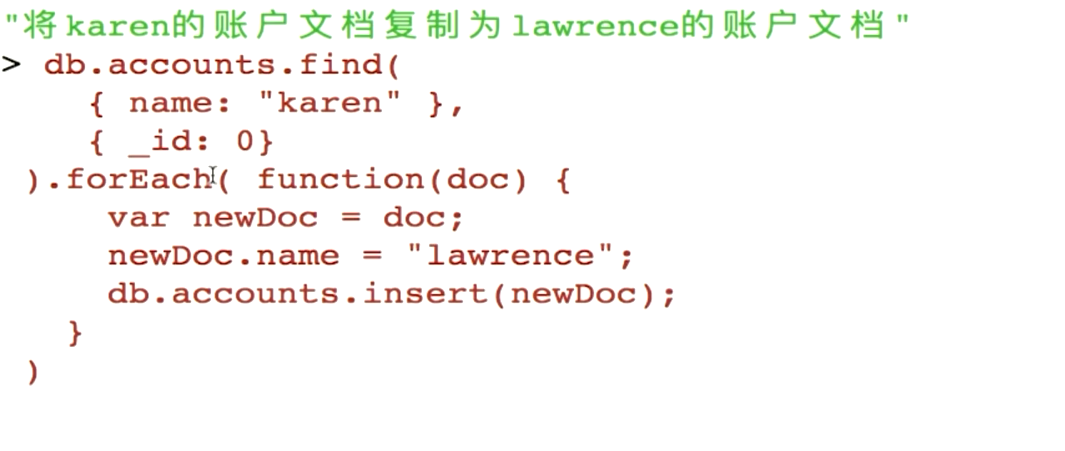 "将karen的账户文档复制为lawrence的账户文档"
> db.accounts.find(
{ name: "karen" },
{ _id: 0}
).forEach( function(doc) {
var newDoc = doc;
newDoc.name = "lawrence";
db.accounts.insert(newDoc);
}
)